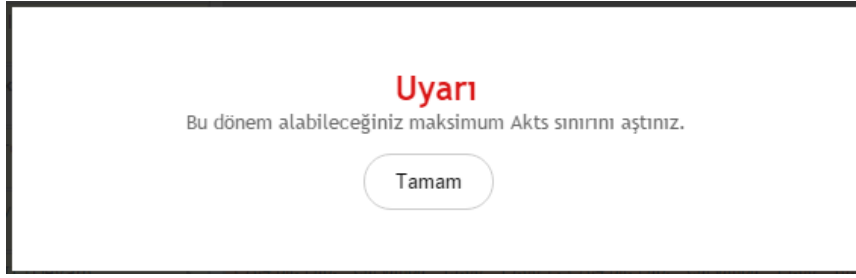 Uyarı
Bu dönem alabileceğiniz maksimum Akts sınırını aştınız.
Tamam